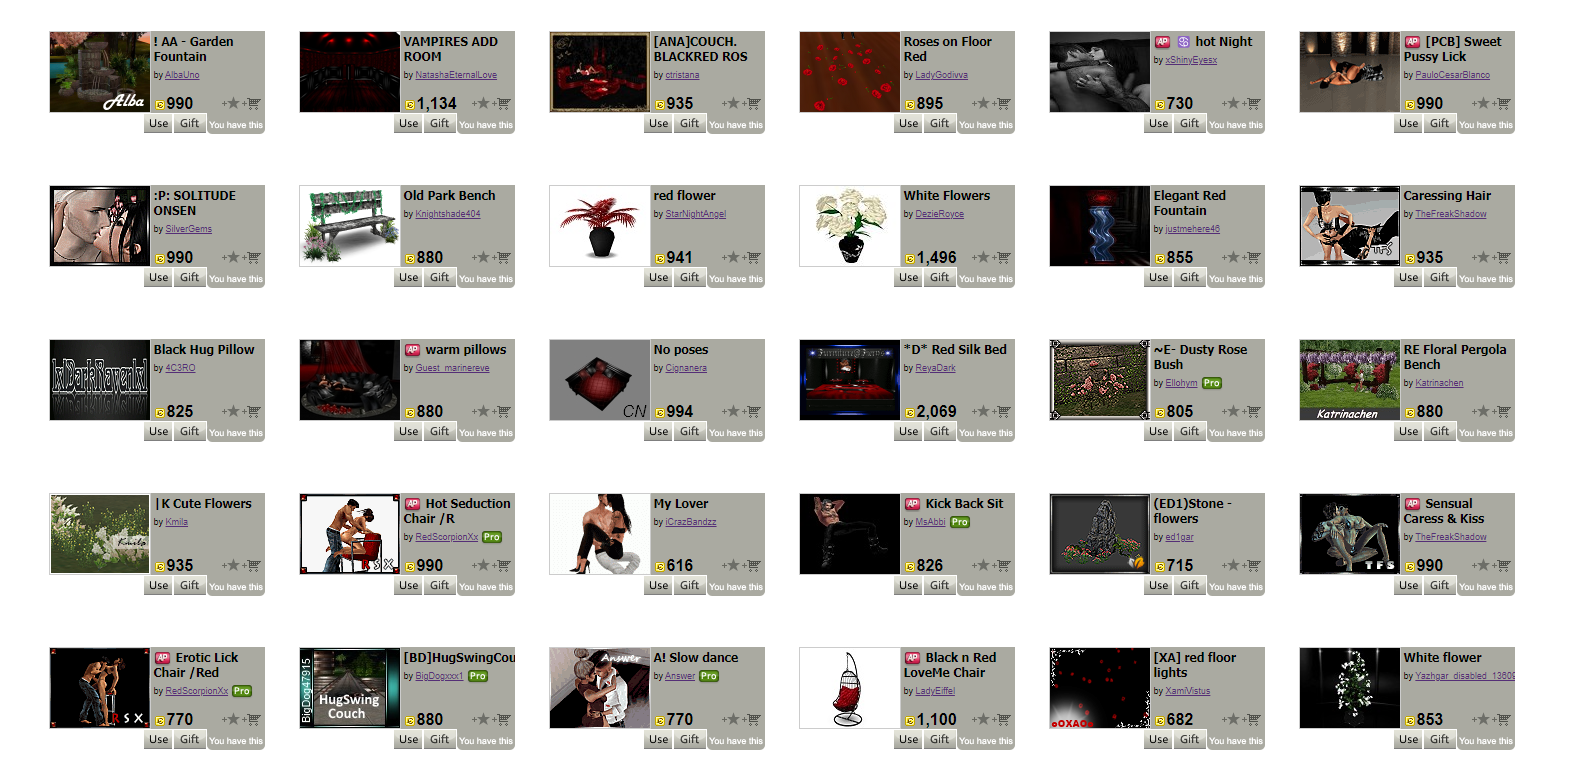 ! AA - Garden
Fountain
by AlbaUno
Alba
990
Use Gift You have this
VAMPIRES ADD
ROOM
by NatashaEternalLove
1,134
Use Gift You have this
[ANA]COUCH.
BLACKRED ROS
by ctristana
935
Use Gift You have this
Roses on Floor
Red
by LadyGodivva
895
Use Gift You have this
AP hot Night
by xShinyEyesx
730
Use Gift You have this
AP [PCB] Sweet
Pussy Lick
by PauloCesarBlanco
990
Use Gift You have this
:P: SOLITUDE
ONSEN
by SilverGems
990
Use Gift You have this
Old Park Bench
by Knightshade404
880
Use Gift You have this
red flower
by StarNightAngel
941
Use Gift You have this
White Flowers
by DezieRoyce
1,496
Use Gift You have this
Elegant Red
Fountain
by justmehere46
855
Use Gift You have this
Caressing Hair
by TheFreakShadow
TFS
935
Use Gift You have this
Black Hug Pillow
by 4C3RO
825
Use Gift You have this
AP warm pillows
by Guest_marinereve
880
Use Gift You have this
No poses
by Cignanera
CN
994
Use Gift You have this
*D* Red Silk Bed
by ReyaDark
2,069
Use Gift You have this
~E- Dusty Rose
Bush
by Ellohym Pro
805
Use Gift You have this
RE Floral Pergola
Bench
by Katrinachen
Katrinachen
880
Use Gift You have this
|K Cute Flowers
by Kmila
Kmila
935
Use Gift You have this
AP Hot Seduction
Chair /R
by RedScorpionXx Pro
SX
990
Use Gift You have this
My Lover
by iCrazBandzz
616
Use Gift You have this
AP Kick Back Sit
by MsAbbi Pro
826
Use Gift You have this
(ED1)Stone -
flowers
by ed1gar
715
Use Gift You have this
AP Sensual
Caress & Kiss
by TheFreakShadow
TFS
990
Use Gift You have this
AP Erotic Lick
Chair /Red
by RedScorpionXx Pro
RSX
770
Use Gift You have this
[BD]HugSwingCou
by BigDogxxx1 Pro
BigDog47915
HugSwing
Couch
880
Use Gift You have this
A! Slow dance
by Answer Pro
Answer
770
Use Gift You have this
AP Black n Red
LoveMe Chair
by LadyEiffel
1,100
Use Gift You have this
[XA] red floor
lights
by XamiVistus
oOXAOo
682
Use Gift You have this
White flower
by Yazhgar_disabled_13609
853
Use Gift You have this